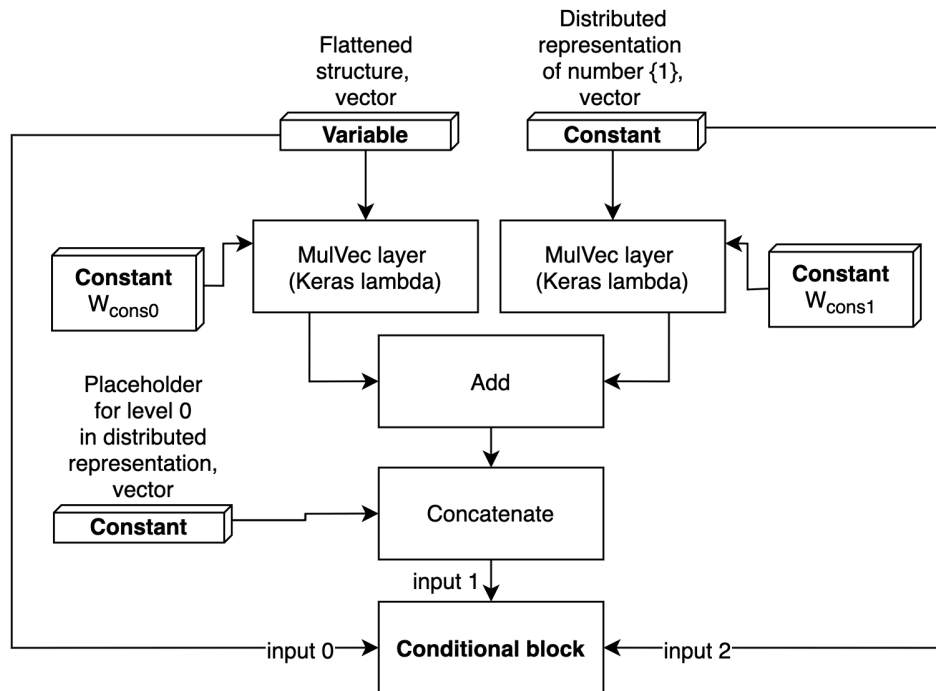 Flattened
structure,
vector
Variable
Distributed
representation
of number {1},
vector
Constant
MulVec layer
(Keras lambda)
MulVec layer
(Keras lambda)
Constant
Wcons0
Constant
Wcons1
Add
Placeholder
for level 0
in distributed
representation,
vector
Constant
Concatenate
input 1
input 0
Conditional block
input 2